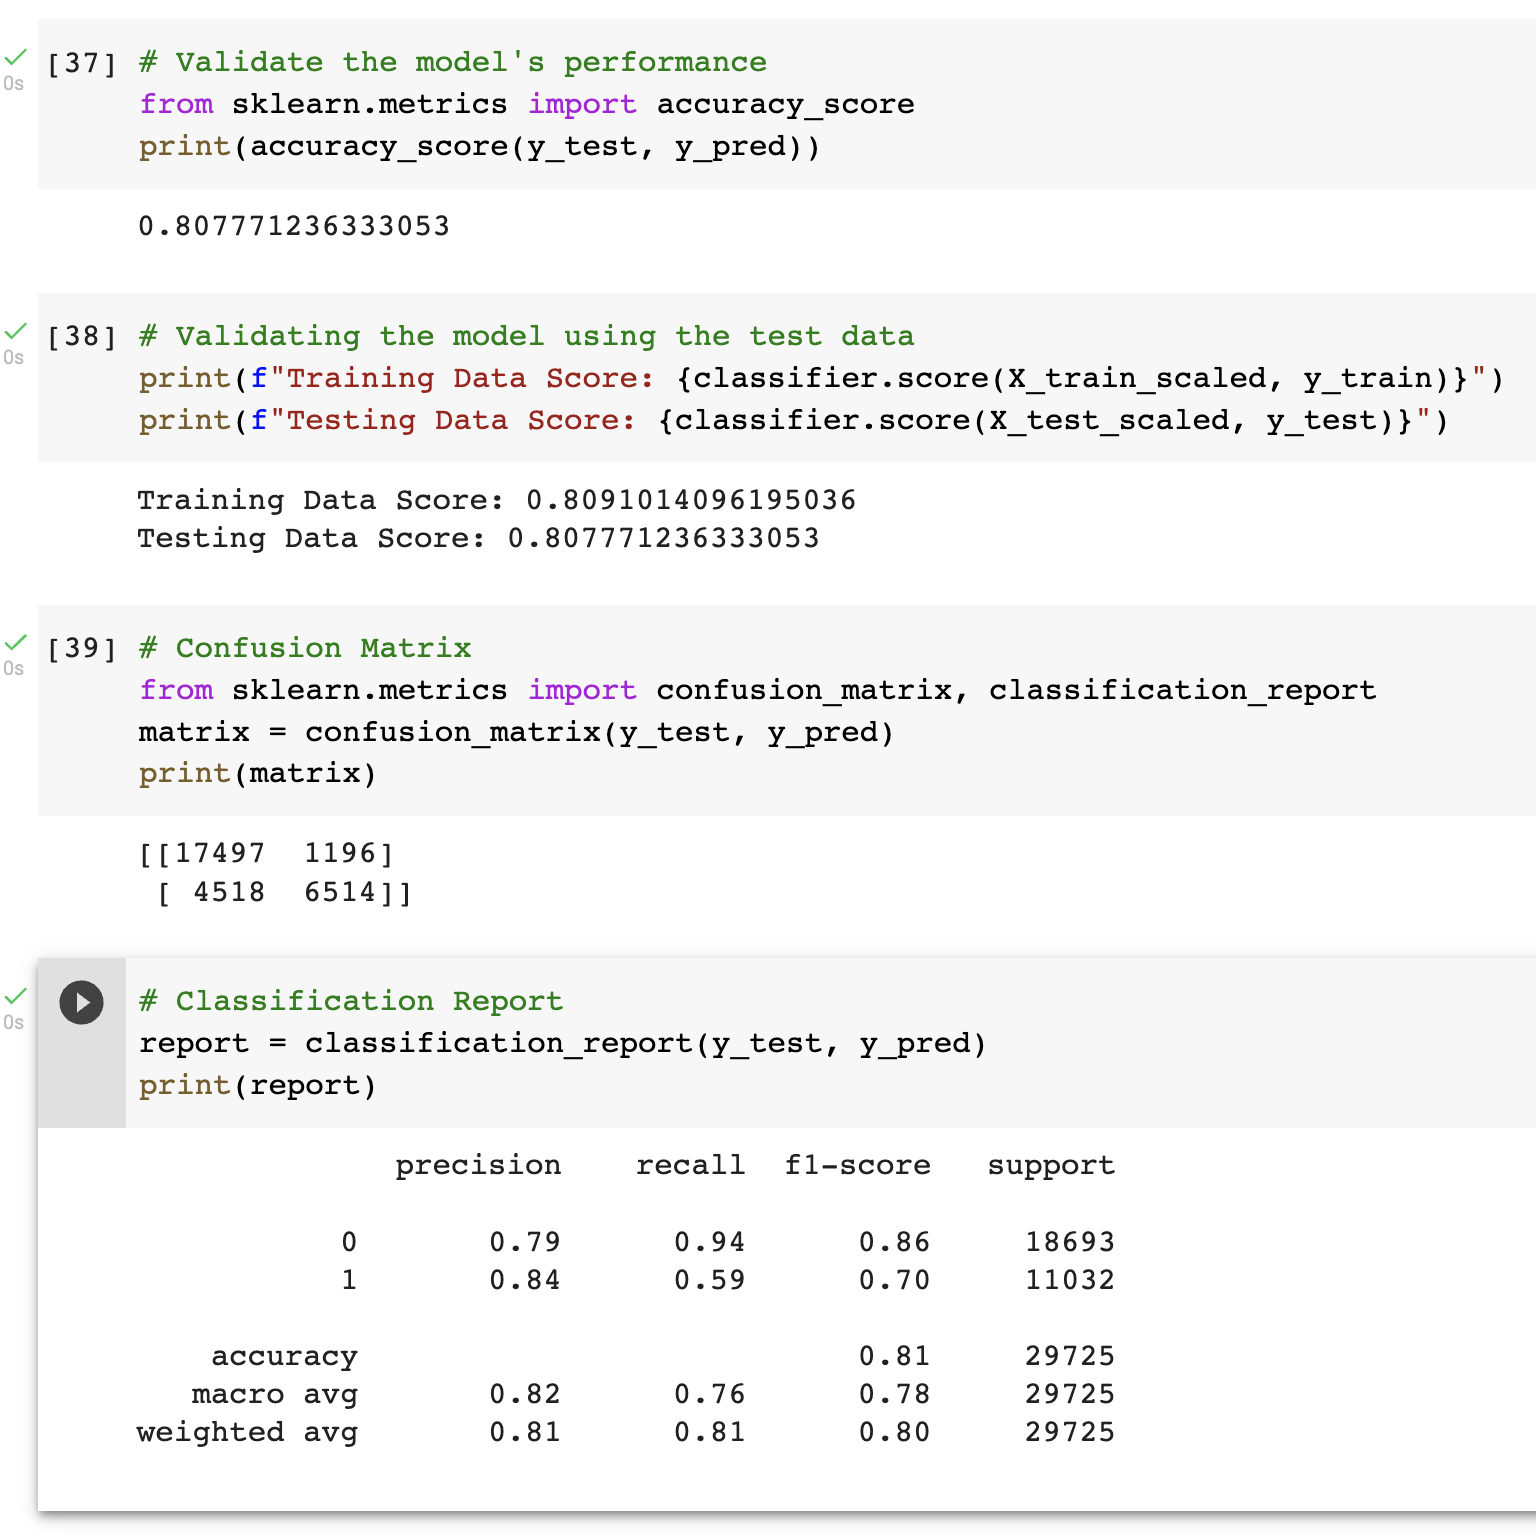 [37] # Validate the model's performance
from sklearn.metrics import accuracy_score
print(accuracy_score(y_test, y_pred))
0s
0.807771236333053
[38] # Validating the model using the test data
print(f"Training Data Score: {classifier.score(X_train_scaled, y_train)}")
print(f"Testing Data Score: {classifier.score(X_test_scaled, y_test)}")
0s
Training Data Score: 0.8091014096195036
Testing Data Score: 0.807771236333053
[39] # Confusion Matrix
from sklearn.metrics import confusion_matrix, classification_report
matrix = confusion_matrix(y_test, y_pred)
print(matrix)
0s
[[17497  1196]
 [ 4518  6514]]
# Classification Report
report = classification_report(y_test, y_pred)
print(report)
0s
precision    recall  f1-score   support
0       0.79      0.94      0.86     18693
1       0.84      0.59      0.70     11032
accuracy                           0.81     29725
macro avg       0.82      0.76      0.78     29725
weighted avg       0.81      0.81      0.80     29725